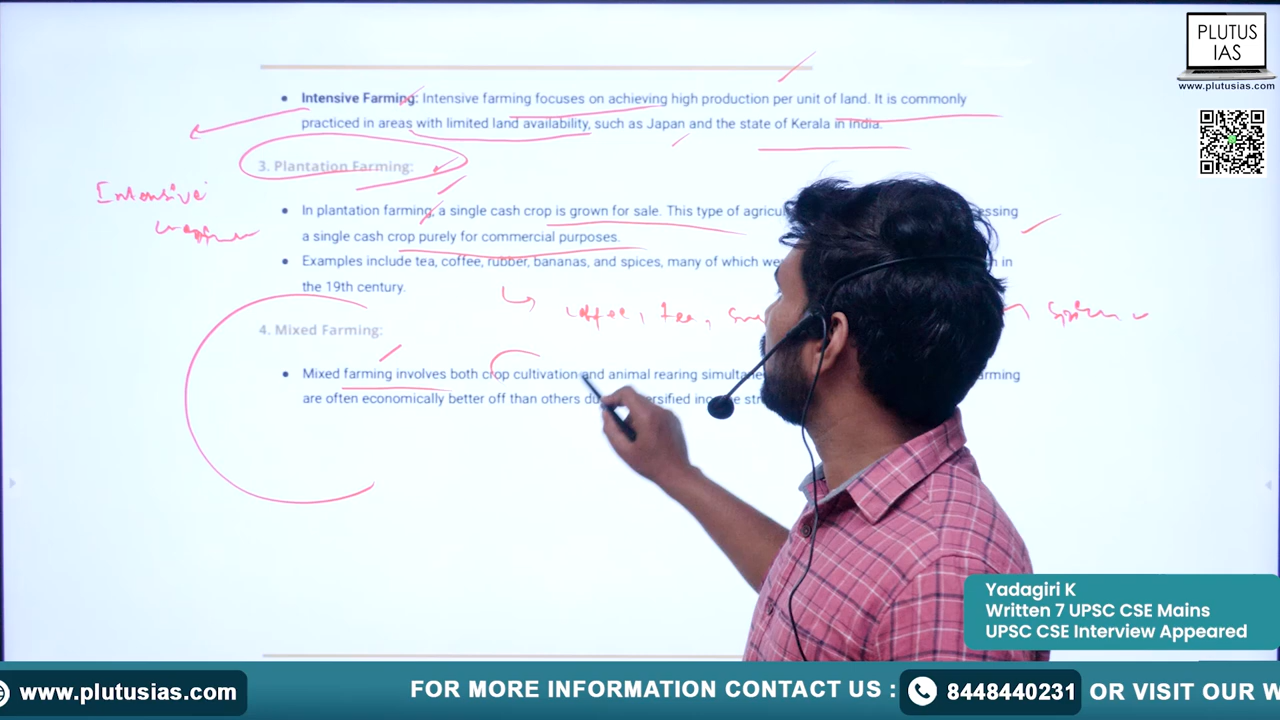 PLUTUS
IAS
www.plutusias.com
• Intensive Farming: Intensive farming focuses on achieving high production per unit of land. It is commonly
practiced in areas with limited land availability, such as Japan and the state of Kerala in India.
3. Plantation Farming:
Intensive
• In plantation farming, a single cash crop is grown for sale. This type of
a single cash crop purely for commercial purposes.
• Examples include tea, coffee, rubber, bananas, and spices, many of which in
the 19th century.
coffee, tea,
4. Mixed Farming:
• Mixed farming involves both crop cultivation and animal rearing
are often economically better off than others
Yadagiri K
Written 7 UPSC CSE Mains
UPSC CSE Interview Appeared
www.plutusias.com
FOR MORE INFORMATION CONTACT US : 8448440231 OR VISIT OUR